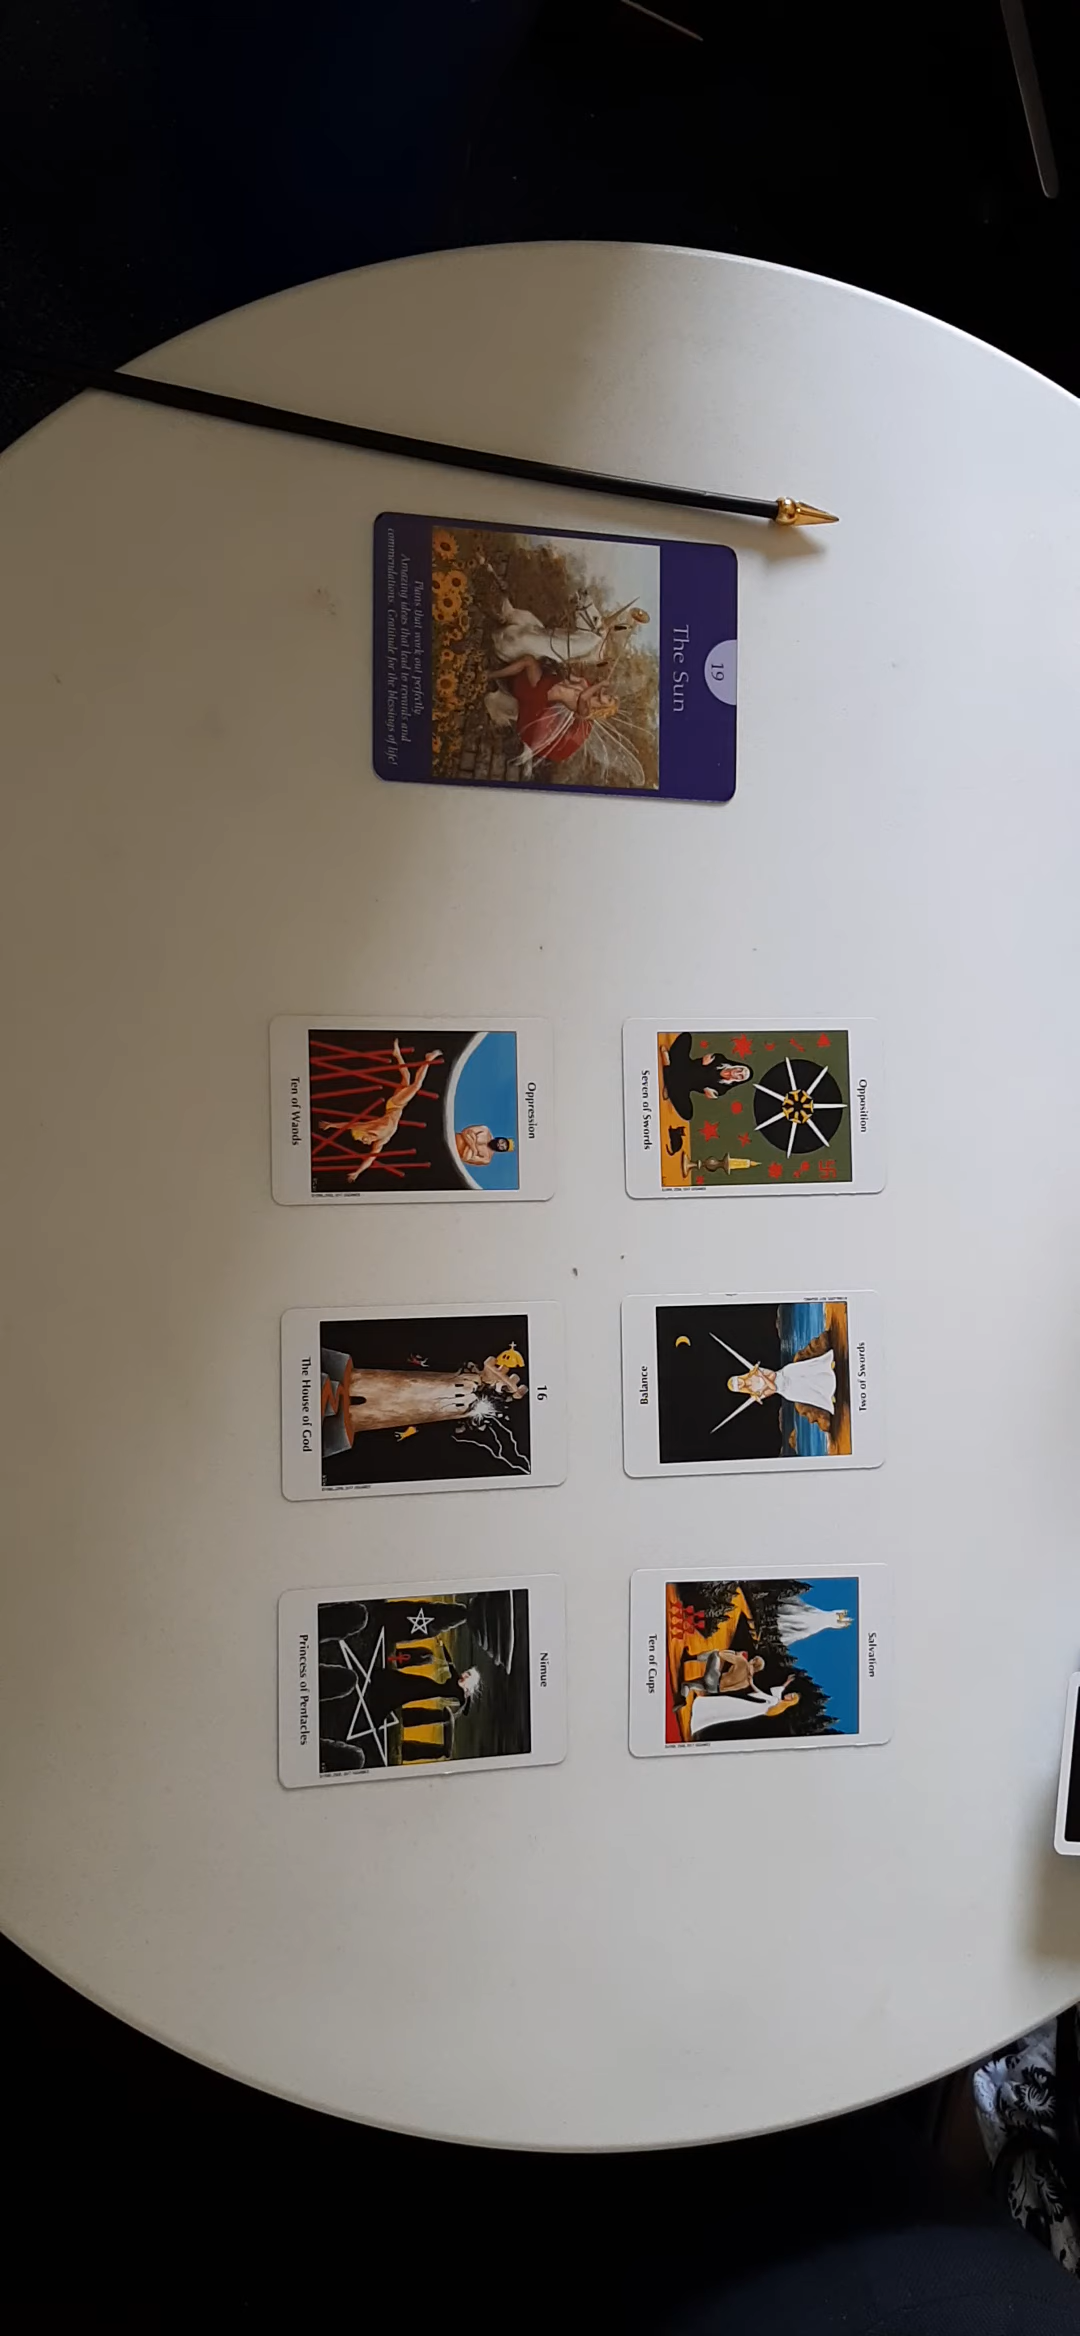 19
The Sun
Plans that work out perfectly.
Amazing ideas that lead to rewards and
commendations. Gratitude for the blessings of life!
Opposition
Seven of Swords
Two of Swords
Balance
Salvation
Ten of Cups
Oppression
Ten of Wands
16
The House of God
Nimue
Princess of Pentacles